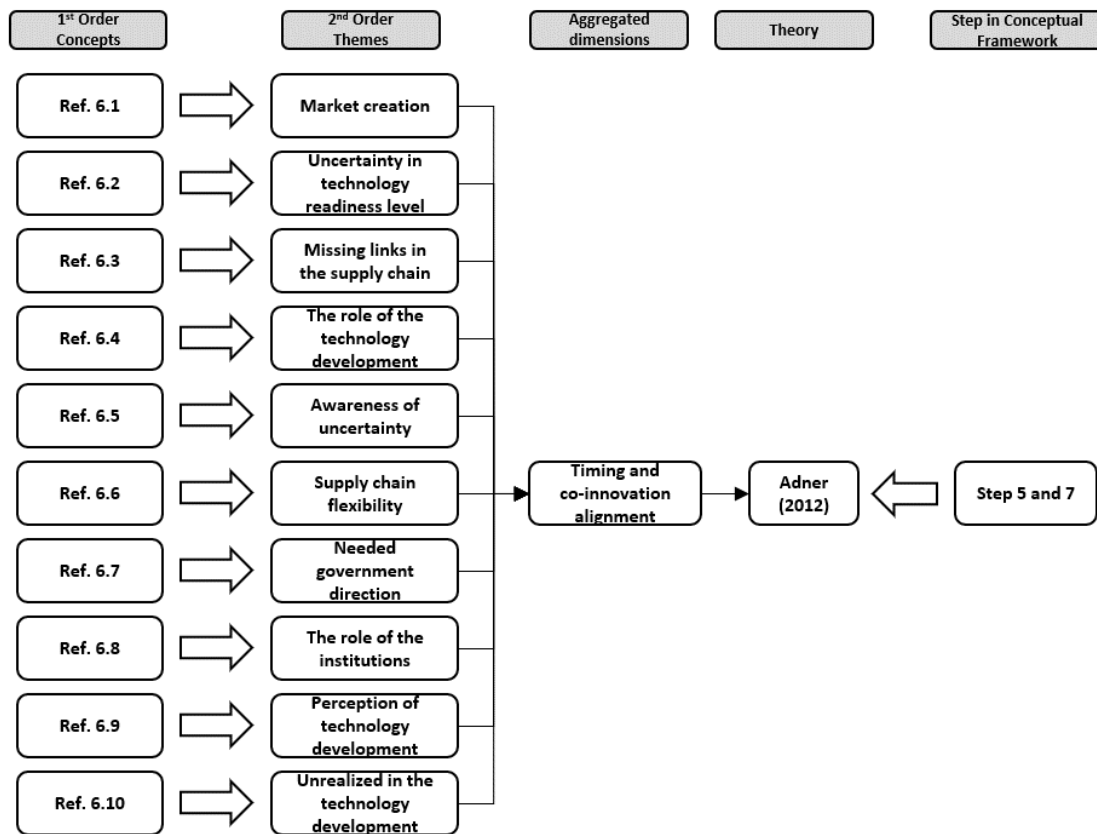 1st Order
Concepts
2nd Order
Themes
Aggregated
dimensions
Theory
Step in Conceptual
Framework
Ref. 6.1
Market creation
Ref. 6.2
Uncertainty in
technology
readiness level
Ref. 6.3
Missing links in
the supply chain
Ref. 6.4
The role of the
technology
development
Ref. 6.5
Awareness of
uncertainty
Ref. 6.6
Supply chain
flexibility
Timing and
co-innovation
alignment
Adner
(2012)
Step 5 and 7
Ref. 6.7
Needed
government
direction
Ref. 6.8
The role of the
institutions
Ref. 6.9
Perception of
technology
development
Ref. 6.10
Unrealized in the
technology
development